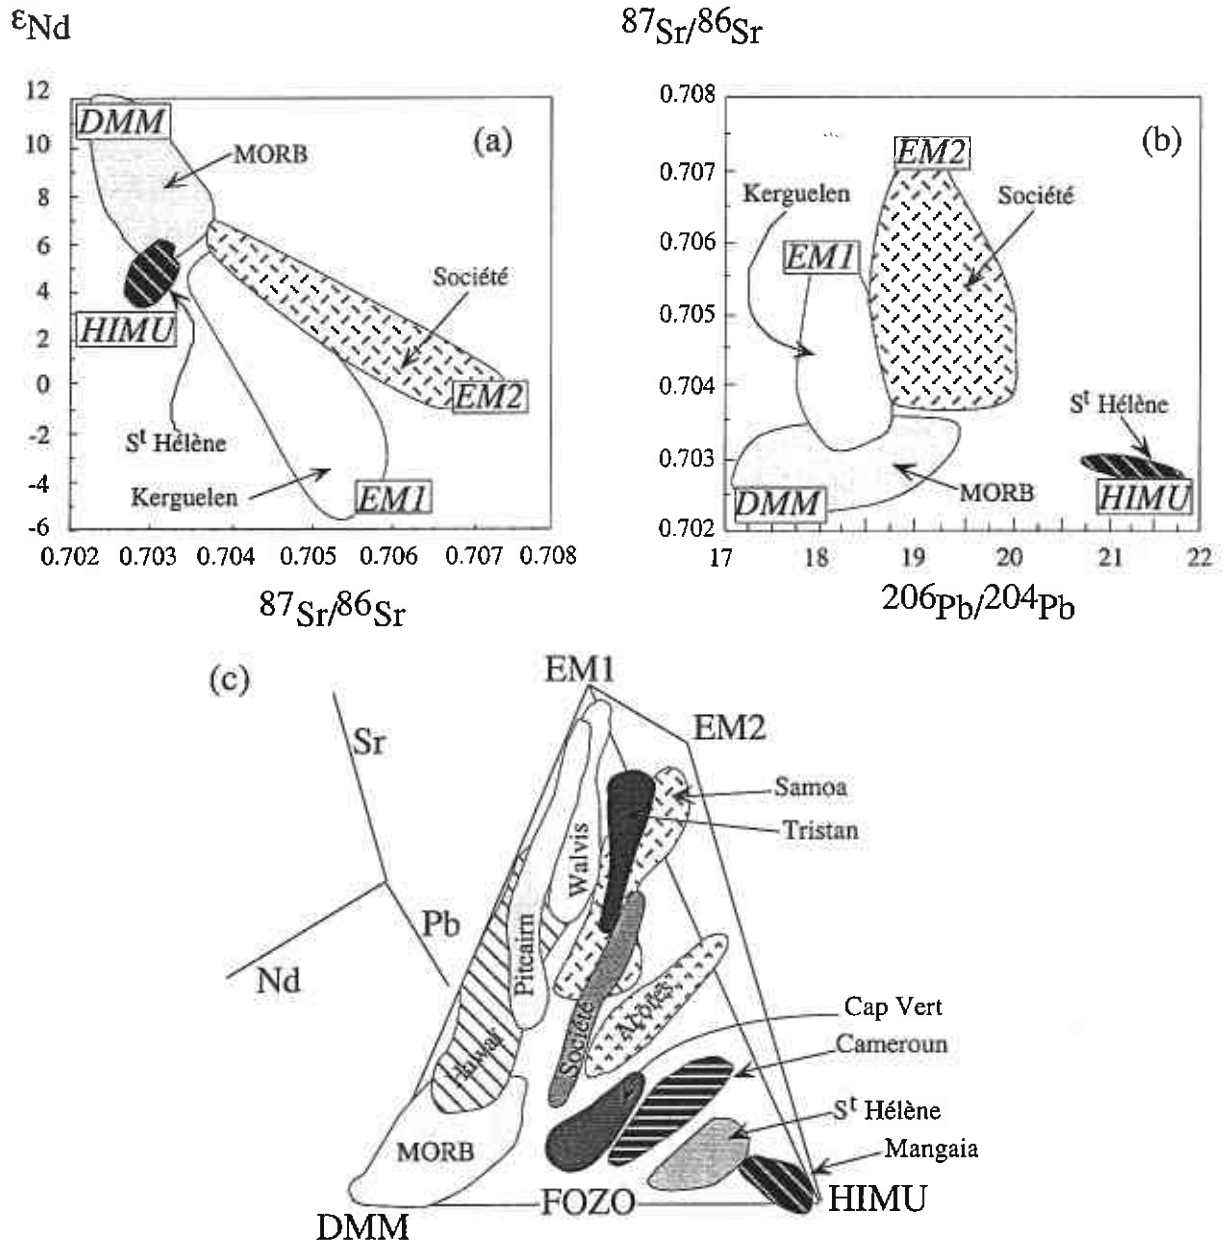 εNd
87Sr/86Sr
12
10
8
6
4
2
0
-2
-4
-6
DMM
(a)
MORB
Société
HIMU
EM2
St Hélène
Kerguelen
EM1
0.702 0.703 0.704 0.705 0.706 0.707 0.708
87Sr/86Sr
0.708
0.707
0.706
0.705
0.704
0.703
0.702
EM2
(b)
Kerguelen
Société
EM1
St Hélène
DMM
MORB
HIMU
17 18 19 20 21 22
206Pb/204Pb
(c)
EM1
Sr
EM2
Samoa
Tristan
Walvis
Pb
Pitcairn
Nd
Açores
Cap Vert
Société
Cameroun
Hawaï
St Hélène
MORB
Mangaia
FOZO
HIMU
DMM